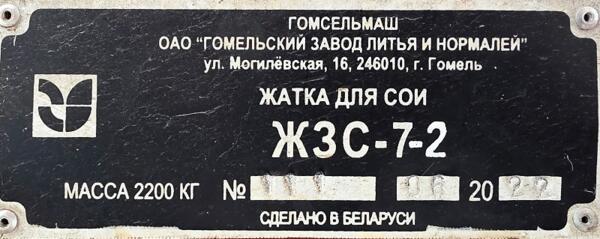 ГОМСЕЛЬМАШ
ОАО "ГОМЕЛЬСКИЙ ЗАВОД ЛИТЬЯ И НОРМАЛЕЙ"
ул. Могилёвская, 16, 246010, г. Гомель
ЖАТКА ДЛЯ СОИ
ЖЗС-7-2
МАССА 2200 КГ № 20
СДЕЛАНО В БЕЛАРУСИ